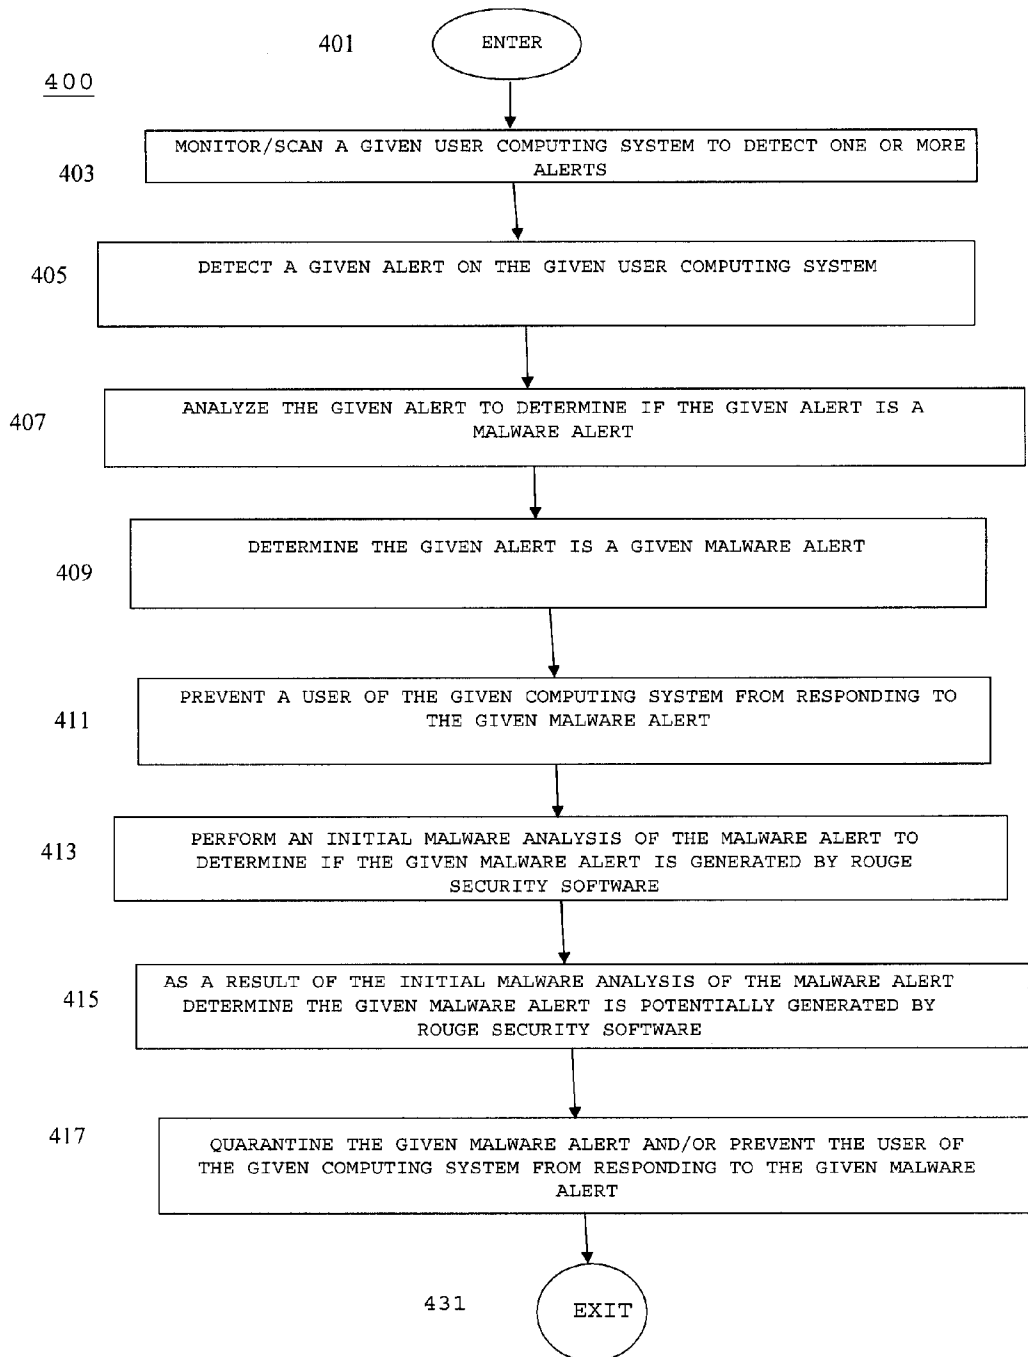 401
ENTER
400
MONITOR/SCAN A GIVEN USER COMPUTING SYSTEM TO DETECT ONE OR MORE
ALERTS
403
DETECT A GIVEN ALERT ON THE GIVEN USER COMPUTING SYSTEM
405
ANALYZE THE GIVEN ALERT TO DETERMINE IF THE GIVEN ALERT IS A
MALWARE ALERT
407
DETERMINE THE GIVEN ALERT IS A GIVEN MALWARE ALERT
409
PREVENT A USER OF THE GIVEN COMPUTING SYSTEM FROM RESPONDING TO
THE GIVEN MALWARE ALERT
411
PERFORM AN INITIAL MALWARE ANALYSIS OF THE MALWARE ALERT TO
DETERMINE IF THE GIVEN MALWARE ALERT IS GENERATED BY ROUGE
SECURITY SOFTWARE
413
AS A RESULT OF THE INITIAL MALWARE ANALYSIS OF THE MALWARE ALERT
DETERMINE THE GIVEN MALWARE ALERT IS POTENTIALLY GENERATED BY
ROUGE SECURITY SOFTWARE
415
QUARANTINE THE GIVEN MALWARE ALERT AND/OR PREVENT THE USER OF
THE GIVEN COMPUTING SYSTEM FROM RESPONDING TO THE GIVEN MALWARE
ALERT
417
431
EXIT